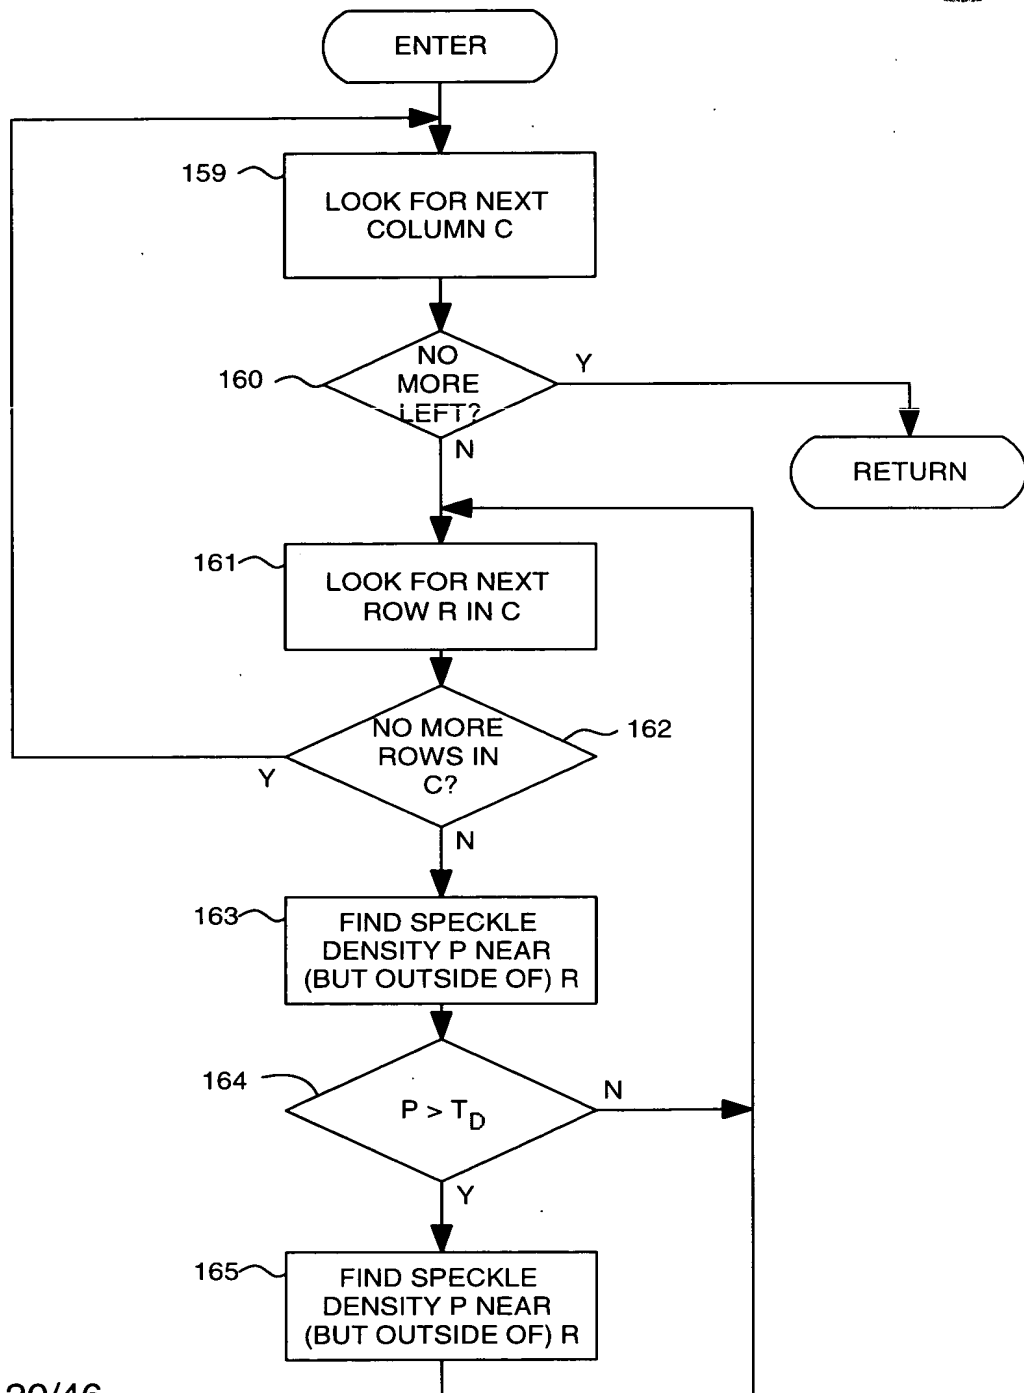 ENTER
159
LOOK FOR NEXT
COLUMN C
160
NO
MORE
LEFT?
Y
N
RETURN
161
LOOK FOR NEXT
ROW R IN C
162
NO MORE
ROWS IN
C?
Y
N
163
FIND SPECKLE
DENSITY P NEAR
(BUT OUTSIDE OF) R
164
P > T_D
N
Y
165
FIND SPECKLE
DENSITY P NEAR
(BUT OUTSIDE OF) R